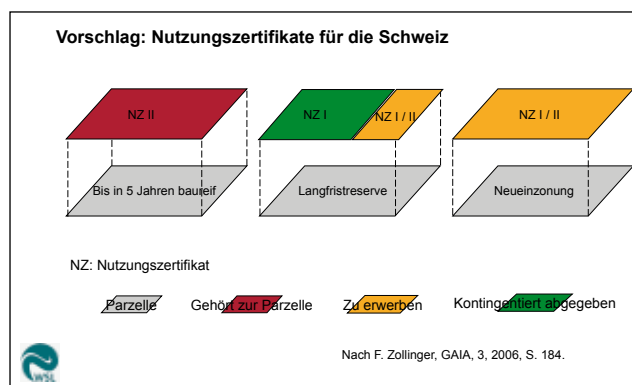 Vorschlag: Nutzungszertifikate für die Schweiz
NZ II
NZ I
NZ I / II
NZ I / II
Bis in 5 Jahren baureif
Langfristreserve
Neueinzonung
NZ: Nutzungszertifikat
Parzelle
Gehört zur Parzelle
Zu erwerben
Kontingentiert abgegeben
Nach F. Zollinger, GAIA, 3, 2006, S. 184.
WSL